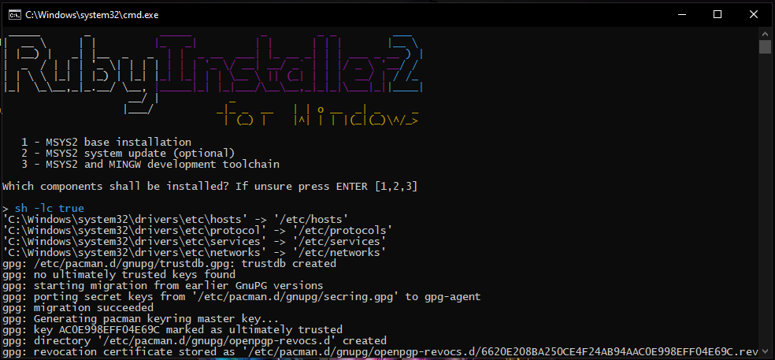 C:\Windows\system32\cmd.exe
RubyInstaller2
for Windows
1 - MSYS2 base installation
2 - MSYS2 system update (optional)
3 - MSYS2 and MINGW development toolchain
Which components shall be installed? If unsure press ENTER [1,2,3]
> sh -lc true
'C:\Windows\system32\drivers\etc\hosts' -> '/etc/hosts'
'C:\Windows\system32\drivers\etc\protocol' -> '/etc/protocols'
'C:\Windows\system32\drivers\etc\services' -> '/etc/services'
'C:\Windows\system32\drivers\etc\networks' -> '/etc/networks'
gpg: /etc/pacman.d/gnupg/trustdb.gpg: trustdb created
gpg: no ultimately trusted keys found
gpg: starting migration from earlier GnuPG versions
gpg: porting secret keys from '/etc/pacman.d/gnupg/secring.gpg' to gpg-agent
gpg: migration succeeded
gpg: Generating pacman keyring master key...
gpg: key AC0E998EFF04E69C marked as ultimately trusted
gpg: directory '/etc/pacman.d/gnupg/openpgp-revocs.d' created
gpg: revocation certificate stored as '/etc/pacman.d/gnupg/openpgp-revocs.d/6620E208BA250CE4F24AB94AAC0E998EFF04E69C.rev